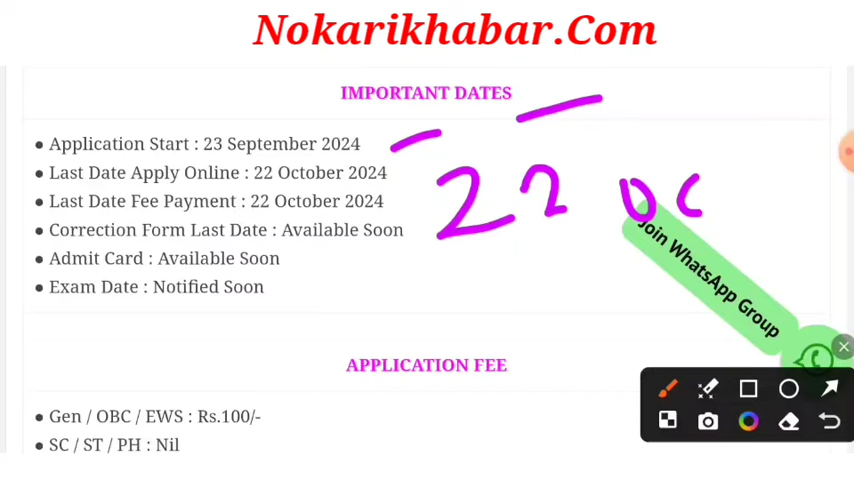 Nokarikhabar.Com
IMPORTANT DATES
● Application Start : 23 September 2024
● Last Date Apply Online : 22 October 2024
● Last Date Fee Payment : 22 October 2024
● Correction Form Last Date : Available Soon
● Admit Card : Available Soon
● Exam Date : Notified Soon
22 OC
Join WhatsApp Group
APPLICATION FEE
● Gen / OBC / EWS : Rs.100/-
● SC / ST / PH : Nil